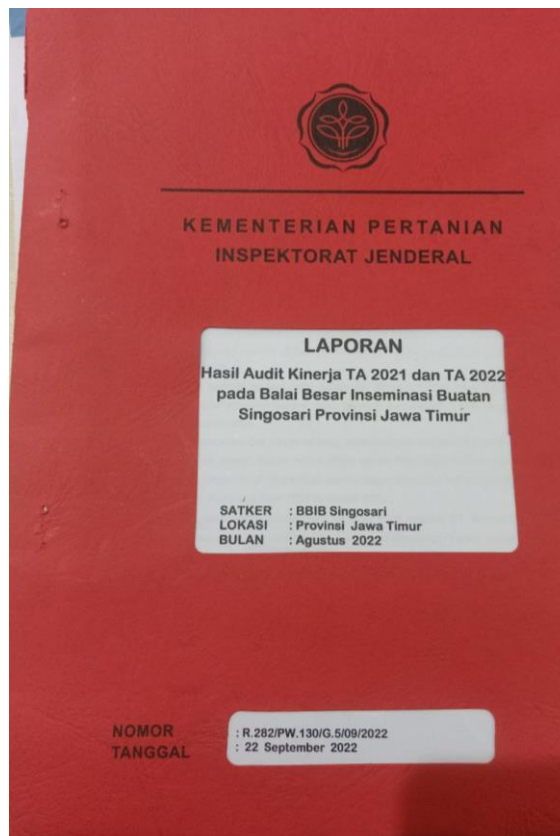 KEMENTERIAN PERTANIAN
INSPEKTORAT JENDERAL
LAPORAN
Hasil Audit Kinerja TA 2021 dan TA 2022
pada Balai Besar Inseminasi Buatan
Singosari Provinsi Jawa Timur
SATKER : BBIB Singosari
LOKASI : Provinsi Jawa Timur
BULAN : Agustus 2022
NOMOR : R.282/PW.130/G.5/09/2022
TANGGAL : 22 September 2022